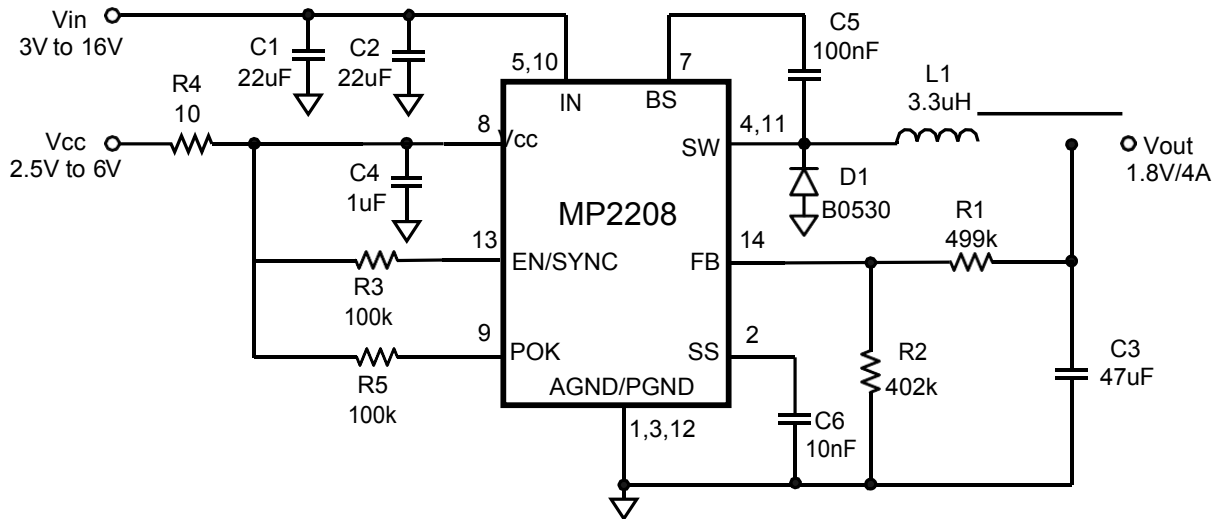 Vin
3V to 16V
C1
22uF
C2
22uF
5,10
7
C5
100nF
IN
BS
L1
3.3uH
R4
10
Vcc
2.5V to 6V
8
Vcc
4,11
SW
Vout
1.8V/4A
C4
1uF
D1
B0530
MP2208
R1
499k
13
EN/SYNC
14
FB
R3
100k
9
POK
2
SS
R2
402k
C3
47uF
R5
100k
AGND/PGND
1,3,12
C6
10nF